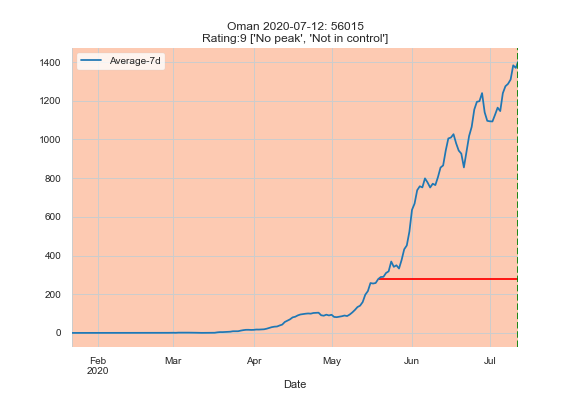 Oman 2020-07-12: 56015
Rating:9 ['No peak', 'Not in control']
Average-7d
1400
1200
1000
800
600
400
200
0
Feb Mar Apr May Jun Jul
2020
Date